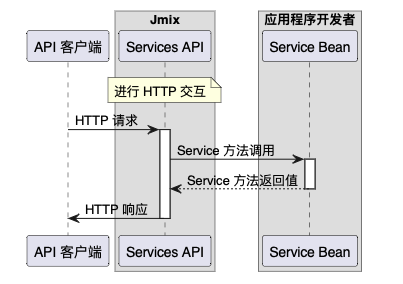 Jmix
应用程序开发者
API 客户端
Services API
Service Bean
进行 HTTP 交互
HTTP 请求
Service 方法调用
Service 方法返回值
HTTP 响应
API 客户端
Services API
Service Bean